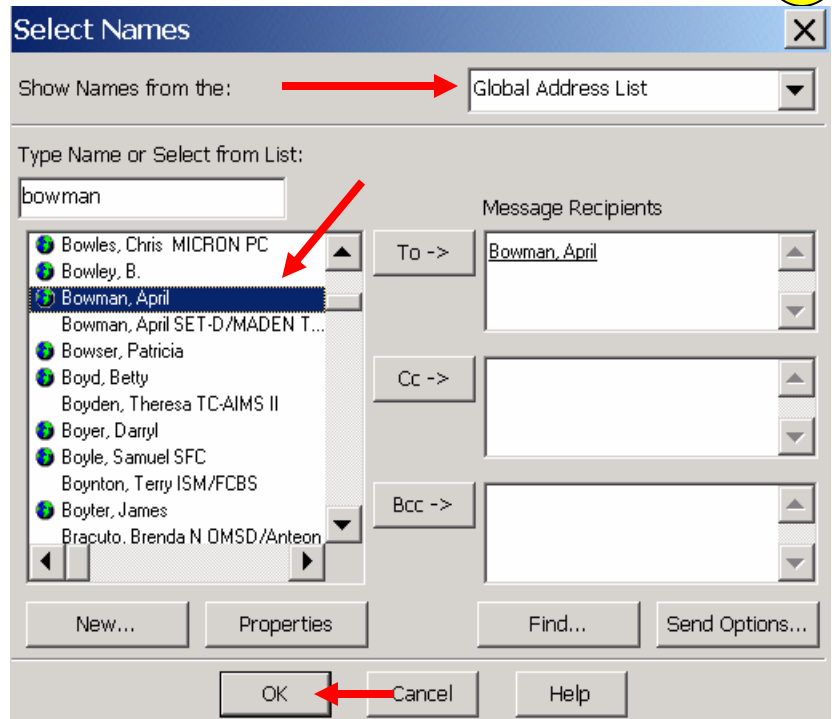 Select Names
Show Names from the:
Global Address List
Type Name or Select from List:
bowman
Message Recipients
Bowles, Chris MICRON PC
Bowley, B.
Bowman, April
Bowman, April SET-D/MADEN T...
Bowser, Patricia
Boyd, Betty
Boyden, Theresa TC-AIMS II
Boyer, Darryl
Boyle, Samuel SFC
Boynton, Terry ISM/FCBS
Boyter, James
Bracuto, Brenda N OMSD/Anteon
To ->
Bowman, April
Cc ->
Bcc ->
New...
Properties
Find...
Send Options...
OK
Cancel
Help